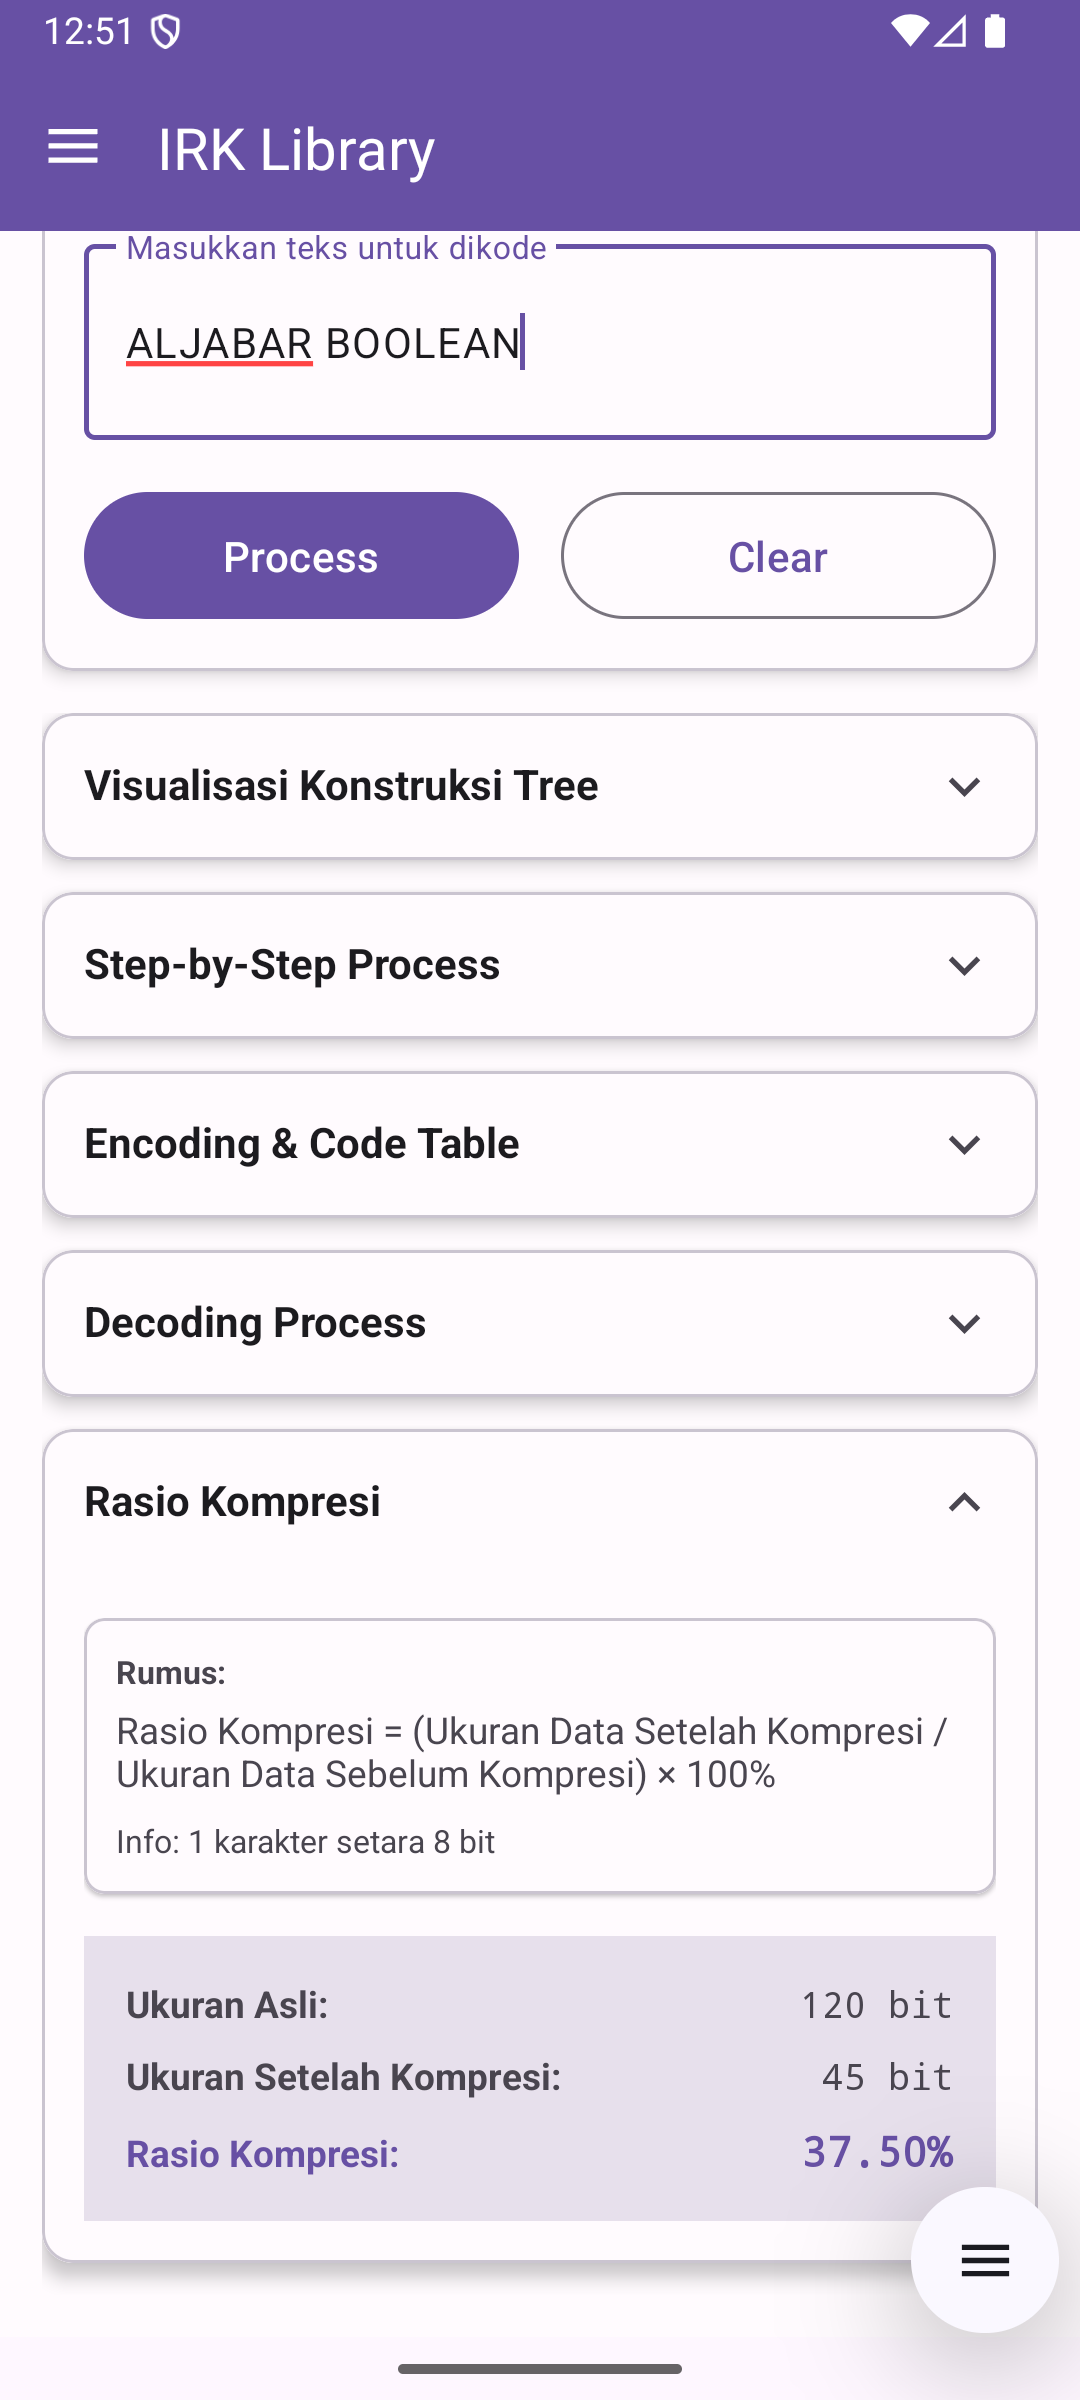 12:51
IRK Library
Masukkan teks untuk dikode
ALJABAR BOOLEAN
Process
Clear
Visualisasi Konstruksi Tree
Step-by-Step Process
Encoding & Code Table
Decoding Process
Rasio Kompresi
Rumus:
Rasio Kompresi = (Ukuran Data Setelah Kompresi /
Ukuran Data Sebelum Kompresi) × 100%
Info: 1 karakter setara 8 bit
Ukuran Asli: 120 bit
Ukuran Setelah Kompresi: 45 bit
Rasio Kompresi: 37.50%